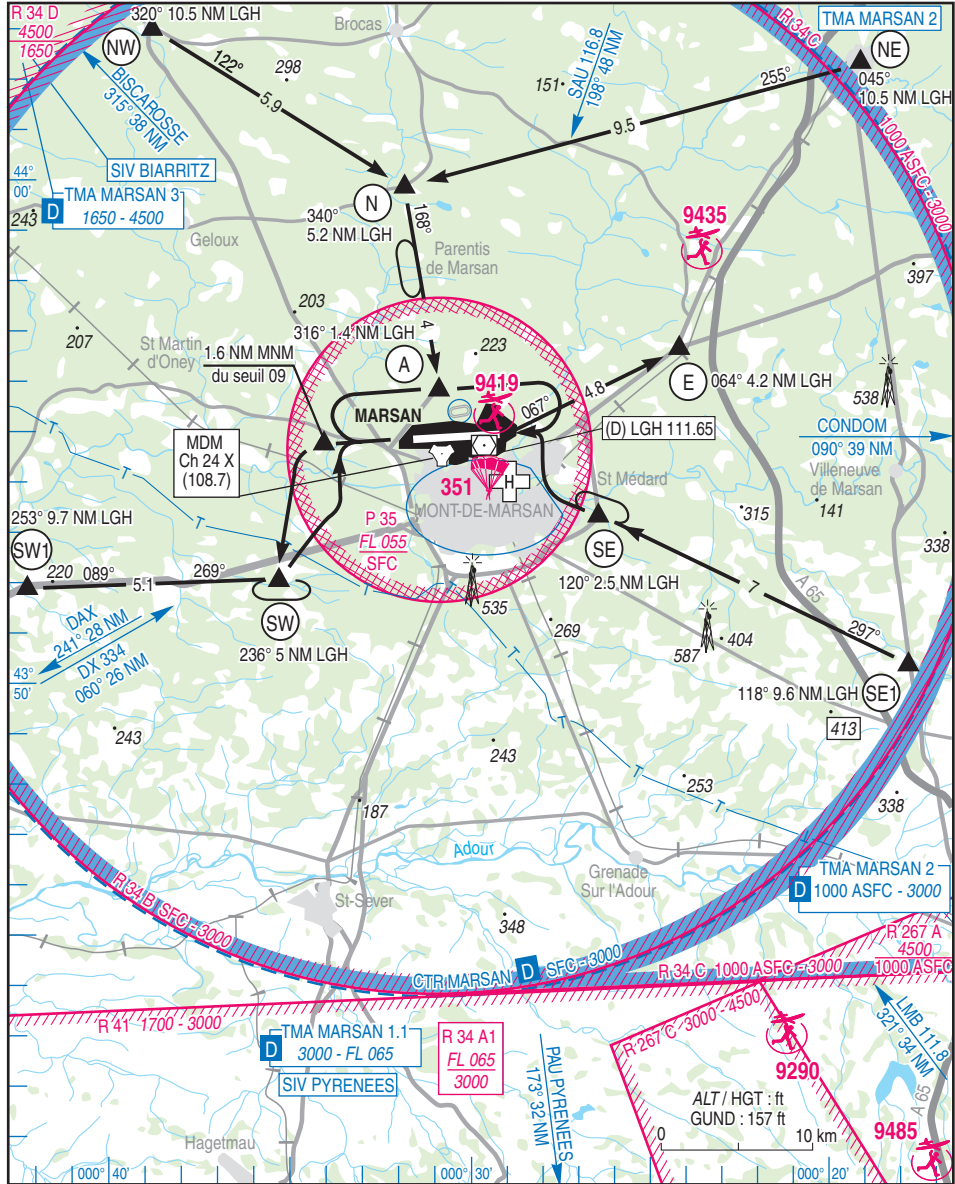 R 34 D
4500
1650
320° 10.5 NM LGH
NW
Brocas
TMA MARSAN 2
R 34 C
NE
045°
10.5 NM LGH
122°
5.9
298
BISCAROSSE
315° 38 NM
151
SAU 116.8
198° 48 NM
255°
9.5
1000 ASFC - 3000
SIV BIARRITZ
44°
00'
D
TMA MARSAN 3
1650 - 4500
243
N
340°
5.2 NM LGH
168°
4
9435
Geloux
Parentis
de Marsan
397
203
207
316° 1.4 NM LGH
St Martin
d'Oney
1.6 NM MNM
du seuil 09
A
223
E
064° 4.2 NM LGH
9419
4.8
067°
538
MARSAN
(D) LGH 111.65
CONDOM
090° 39 NM
MDM
Ch 24 X
(108.7)
T
351
H
St Médard
Villeneuve
de Marsan
MONT-DE-MARSAN
315
141
T
253° 9.7 NM LGH
SW1
P 35
FL 055
SFC
SE
338
220
089°
5.1
269°
T
120° 2.5 NM LGH
7
A 65
SW
535
DAX
241° 28 NM
DX 334
060° 26 NM
236° 5 NM LGH
269
404
587
297°
T
43°
50'
118° 9.6 NM LGH
SE1
413
243
243
T
253
187
338
T
Adour
Grenade
Sur l'Adour
TMA MARSAN 2
D
1000 ASFC - 3000
St-Sever
348
R 34 B SFC - 3000
R 267 A
4500
1000 ASFC
CTR MARSAN D SFC - 3000
R 34 C 1000 ASFC - 3000
R 41 1700 - 3000
TMA MARSAN 1.1
D
3000 - FL 065
SIV PYRENEES
R 34 A1
FL 065
3000
PAU PYRENEES
173° 32 NM
R 267 C - 3000 - 4500
9290
LMB 111.8
321° 34 NM
ALT / HGT : ft
GUND : 157 ft
0
10 km
A 65
9485
Hagetmau
000° 40'
000° 30'
000° 20'